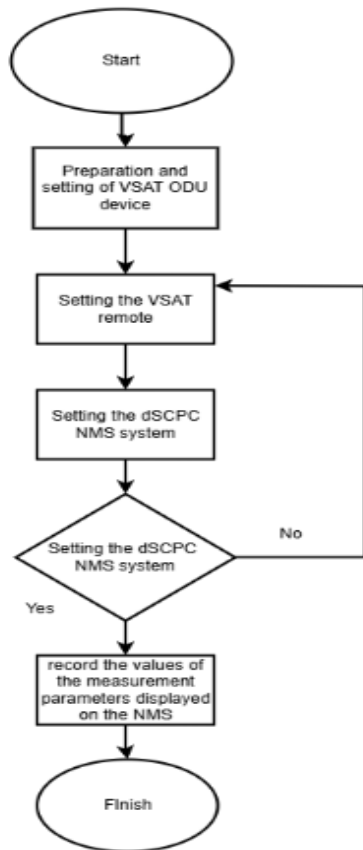 Start
Preparation and
setting of VSAT ODU
device
Setting the VSAT
remote
Setting the dSCPC
NMS system
Setting the dSCPC
NMS system
No
Yes
record the values of
the measurement
parameters displayed
on the NMS
FInish